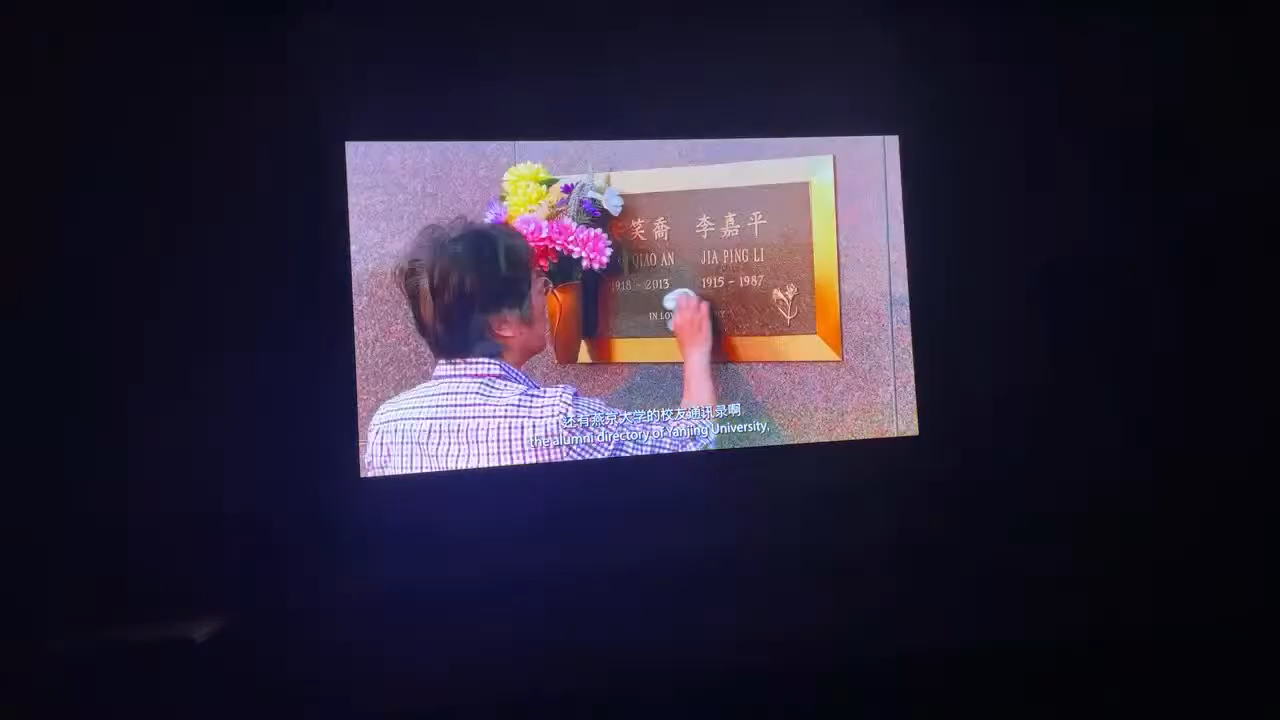 笑喬 李嘉平
QIAO AN JIA PING LI
1918 - 2013 1915 - 1987
IN
还有燕京大学的校友通讯录啊
the alumni directory of Yanjing University.